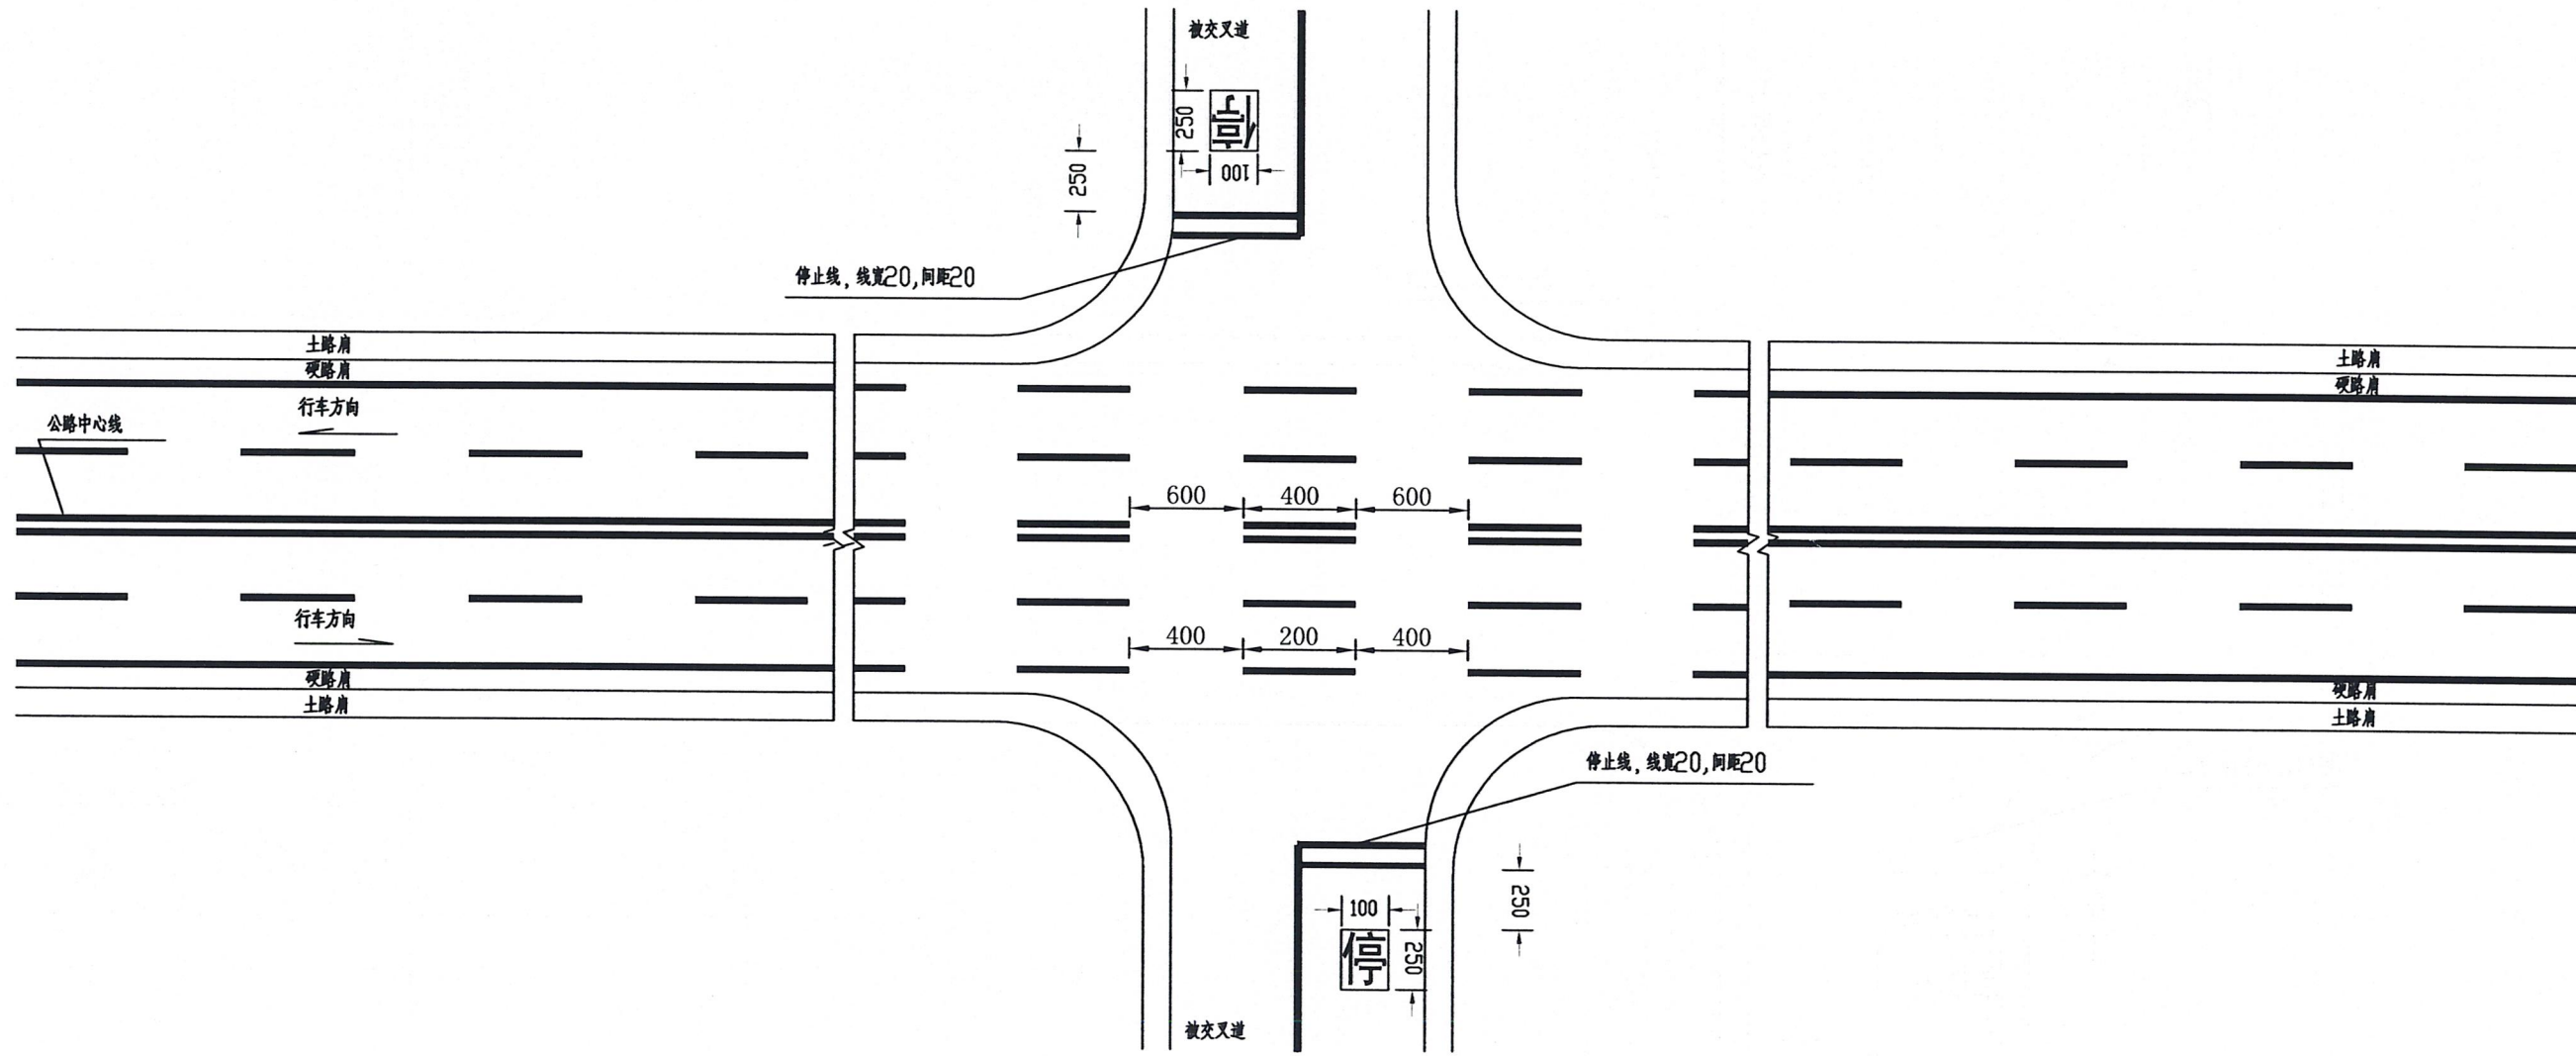 被交叉道
250
停
250
100
停止线，线宽20,间距20
土路肩
硬路肩
行车方向
公路中心线
土路肩
硬路肩
600
400
600
行车方向
400
200
400
硬路肩
土路肩
硬路肩
土路肩
停止线，线宽20,间距20
100
250
停
250
被交叉道